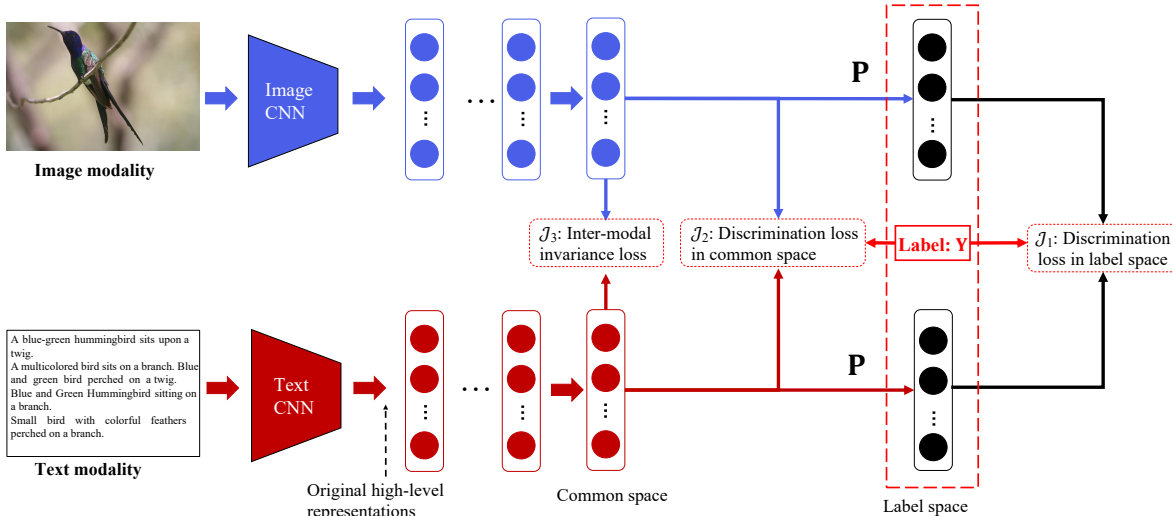 Image
CNN
Image modality
P
𝒥3: Inter-modal
invariance loss
𝒥2: Discrimination loss
in common space
Label: Y
𝒥1: Discrimination
loss in label space
A blue-green hummingbird sits upon a
twig.
A multicolored bird sits on a branch. Blue
and green bird perched on a twig.
Blue and Green Hummingbird sitting on
a branch.
Small bird with colorful feathers
perched on a branch.
Text modality
Text
CNN
P
Original high-level
representations
Common space
Label space